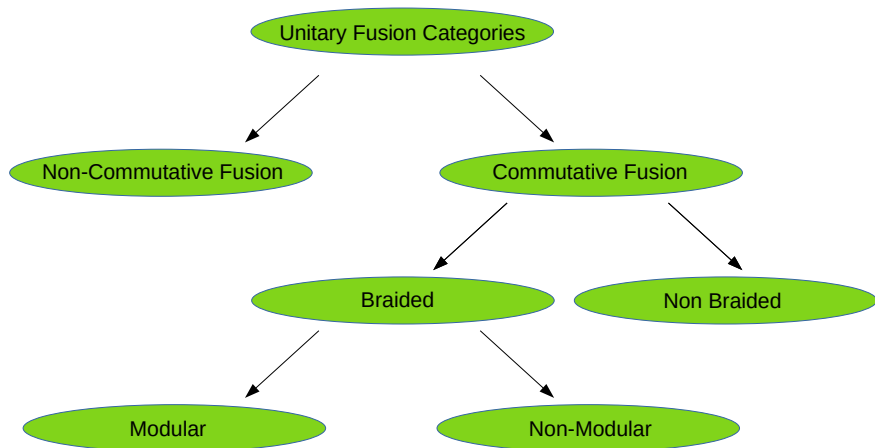 Unitary Fusion Categories
Non-Commutative Fusion
Commutative Fusion
Braided
Non Braided
Modular
Non-Modular